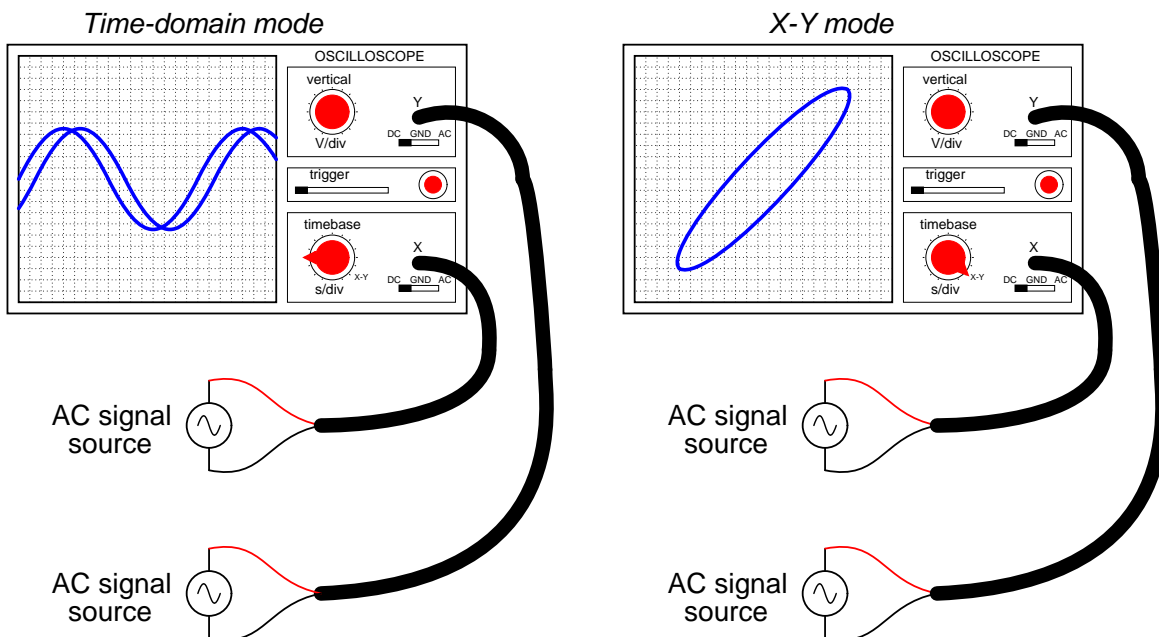 Time-domain mode
OSCILLOSCOPE
vertical
Y
DC GND AC
V/div
trigger
timebase
X
X-Y
DC GND AC
s/div
AC signal
source
AC signal
source
X-Y mode
OSCILLOSCOPE
vertical
Y
DC GND AC
V/div
trigger
timebase
X
X-Y
DC GND AC
s/div
AC signal
source
AC signal
source